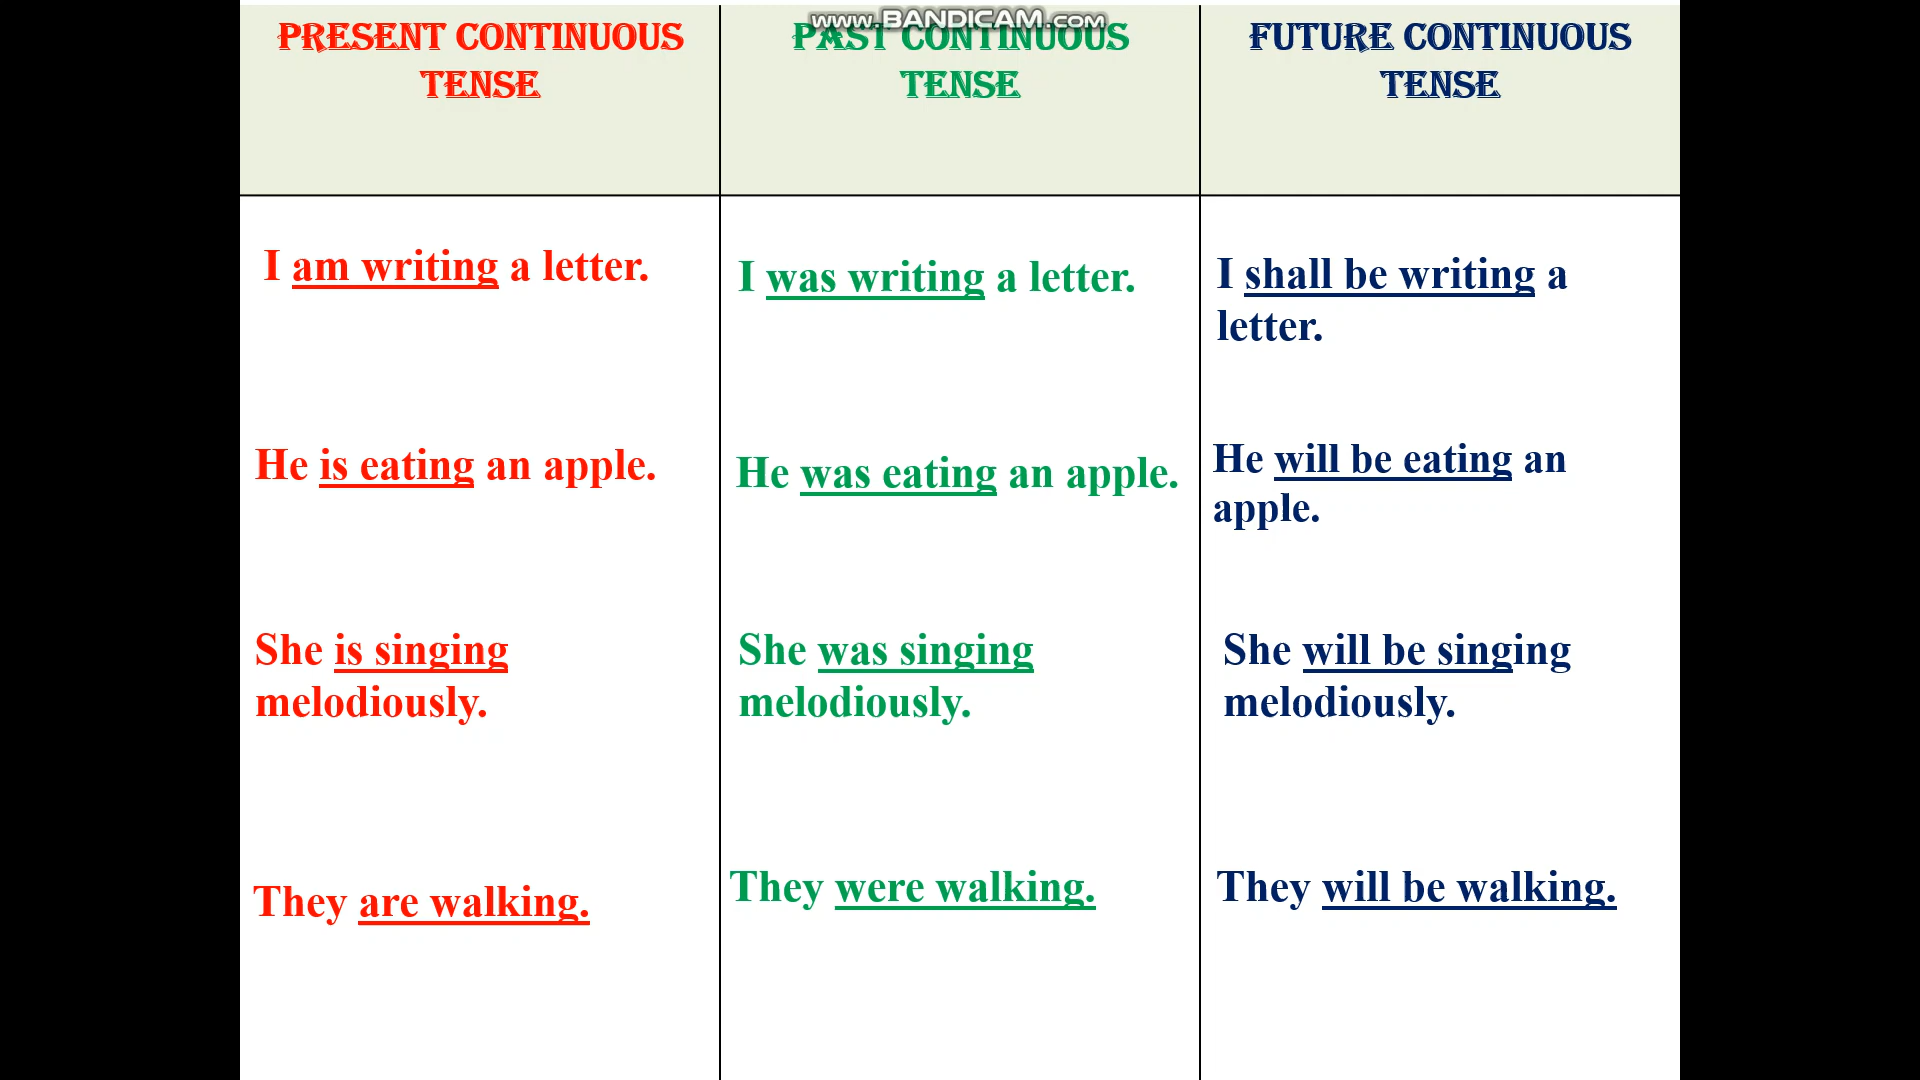 www.BANDICAM.com
PRESENT CONTINUOUS
TENSE
PAST CONTINUOUS
TENSE
FUTURE CONTINUOUS
TENSE
I am writing a letter.
I was writing a letter.
I shall be writing a
letter.
He is eating an apple.
He was eating an apple.
He will be eating an
apple.
She is singing
melodiously.
She was singing
melodiously.
She will be singing
melodiously.
They are walking.
They were walking.
They will be walking.